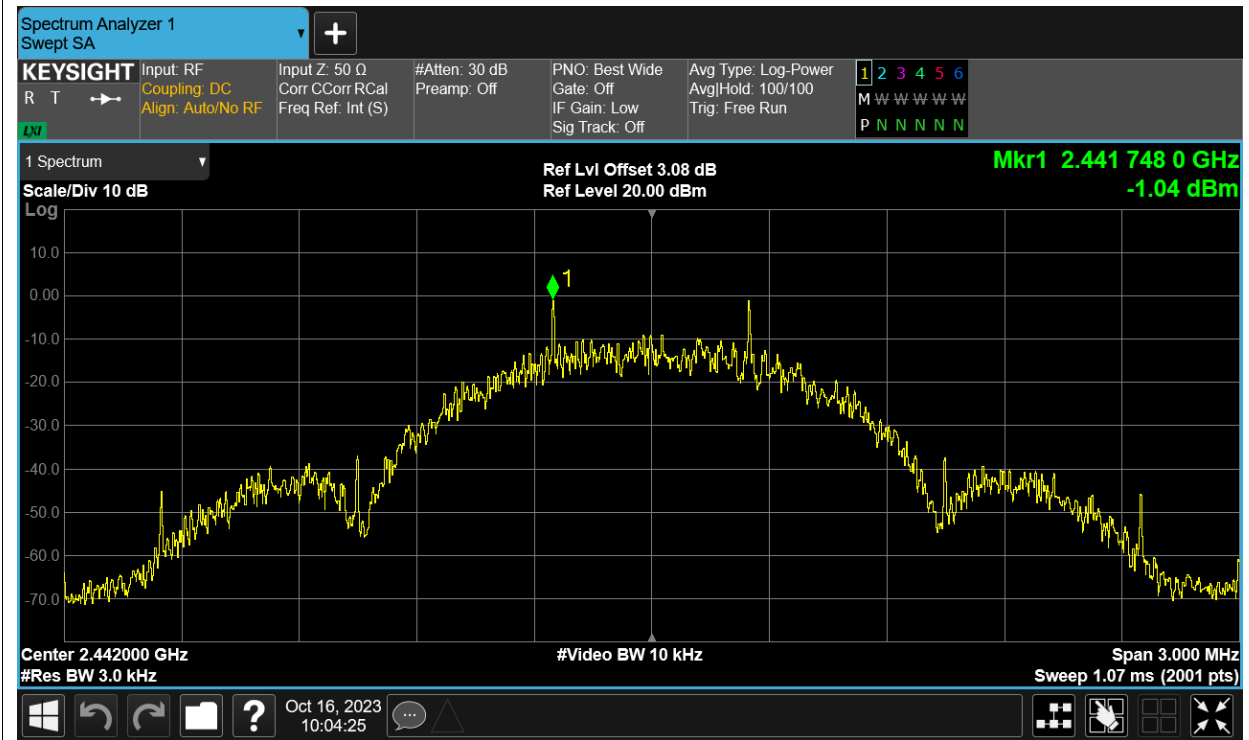 Spectrum Analyzer 1
Swept SA
KEYSIGHT
R T
LXI
Input: RF
Coupling: DC
Align: Auto/No RF
Input Z: 50 Ω
Corr CCorr RCal
Freq Ref: Int (S)
#Atten: 30 dB
Preamp: Off
PNO: Best Wide
Gate: Off
IF Gain: Low
Sig Track: Off
Avg Type: Log-Power
Avg|Hold: 100/100
Trig: Free Run
1 2 3 4 5 6
M W W W W W
P N N N N N
1 Spectrum
Scale/Div 10 dB
Log
Ref Lvl Offset 3.08 dB
Ref Level 20.00 dBm
Mkr1 2.441 748 0 GHz
-1.04 dBm
1
10.0
0.00
-10.0
-20.0
-30.0
-40.0
-50.0
-60.0
-70.0
Center 2.442000 GHz
#Res BW 3.0 kHz
#Video BW 10 kHz
Span 3.000 MHz
Sweep 1.07 ms (2001 pts)
?
Oct 16, 2023
10:04:25